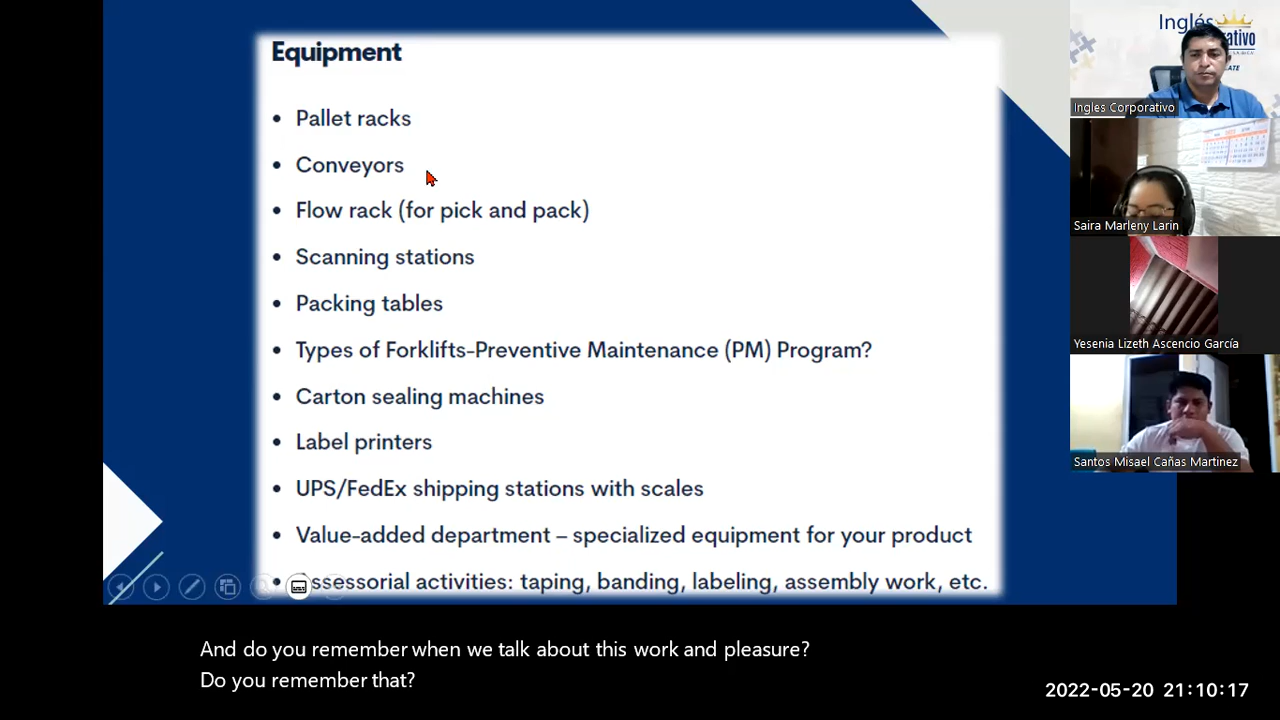 Equipment
• Pallet racks
• Conveyors
• Flow rack (for pick and pack)
• Scanning stations
• Packing tables
• Types of Forklifts-Preventive Maintenance (PM) Program?
• Carton sealing machines
• Label printers
• UPS/FedEx shipping stations with scales
• Value-added department – specialized equipment for your product
• ssessorial activities: taping, banding, labeling, assembly work, etc.
Inglés
rativo
Ingles Corporativo
Saira Marleny Larin
Yesenia Lizeth Ascencio García
Santos Misael Cañas Martinez
And do you remember when we talk about this work and pleasure?
Do you remember that?
2022-05-20 21:10:17